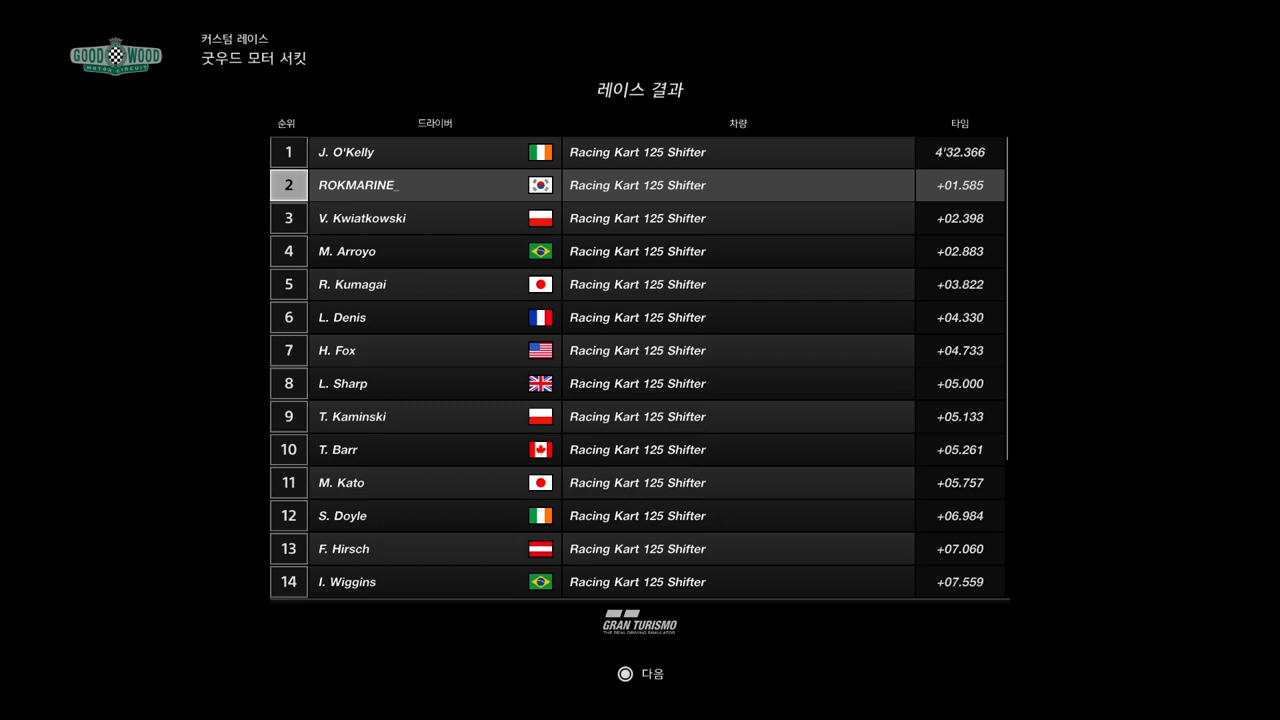 GOOD WOOD
MOTOR CIRCUIT
커스텀 레이스
굿우드 모터 서킷
레이스 결과
순위 드라이버 차량 타임
1 J. O'Kelly Racing Kart 125 Shifter 4'32.366
2 ROKMARINE_ Racing Kart 125 Shifter +01.585
3 V. Kwiatkowski Racing Kart 125 Shifter +02.398
4 M. Arroyo Racing Kart 125 Shifter +02.883
5 R. Kumagai Racing Kart 125 Shifter +03.822
6 L. Denis Racing Kart 125 Shifter +04.330
7 H. Fox Racing Kart 125 Shifter +04.733
8 L. Sharp Racing Kart 125 Shifter +05.000
9 T. Kaminski Racing Kart 125 Shifter +05.133
10 T. Barr Racing Kart 125 Shifter +05.261
11 M. Kato Racing Kart 125 Shifter +05.757
12 S. Doyle Racing Kart 125 Shifter +06.984
13 F. Hirsch Racing Kart 125 Shifter +07.060
14 I. Wiggins Racing Kart 125 Shifter +07.559
GRAN TURISMO
THE REAL DRIVING SIMULATOR
다음